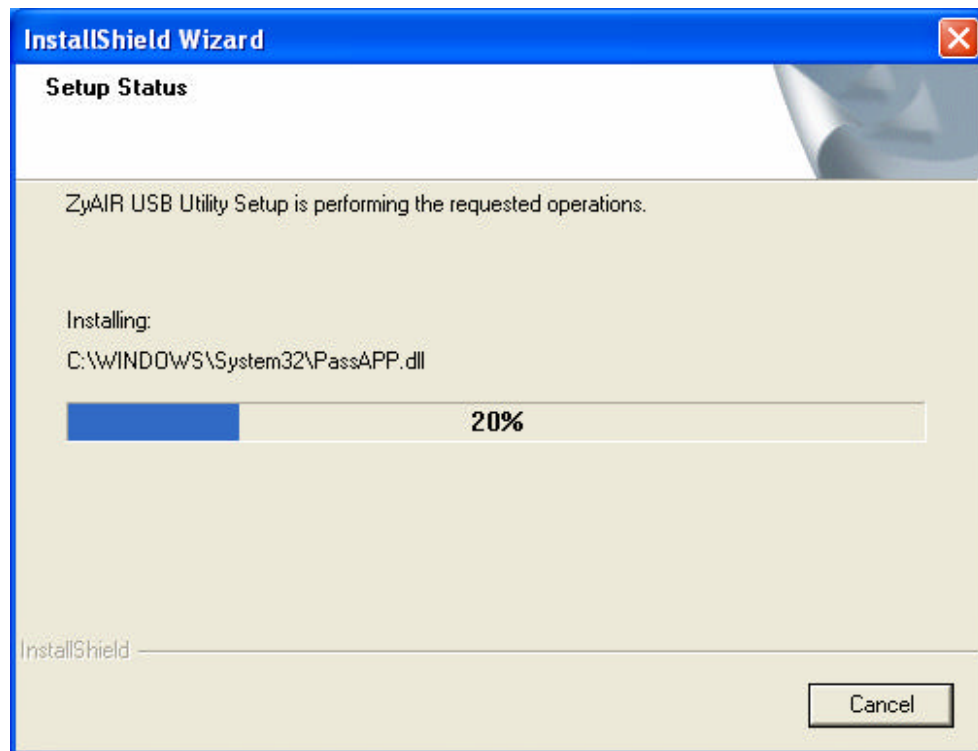 InstallShield Wizard
Setup Status
ZyAIR USB Utility Setup is performing the requested operations.
Installing:
C:\WINDOWS\System32\PassAPP.dll
20%
InstallShield
Cancel